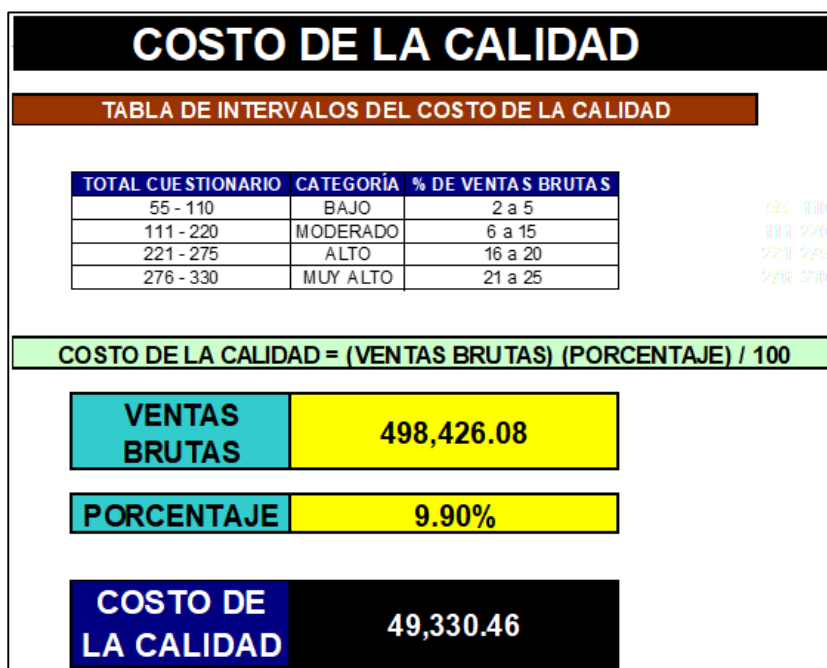 COSTO DE LA CALIDAD
TABLA DE INTERVALOS DEL COSTO DE LA CALIDAD
TOTAL CUESTIONARIO CATEGORÍA % DE VENTAS BRUTAS
55 - 110 BAJO 2 a 5
111 - 220 MODERADO 6 a 15
221 - 275 ALTO 16 a 20
276 - 330 MUY ALTO 21 a 25
COSTO DE LA CALIDAD = (VENTAS BRUTAS) (PORCENTAJE) / 100
VENTAS
BRUTAS
498,426.08
PORCENTAJE 9.90%
COSTO DE
LA CALIDAD
49,330.46